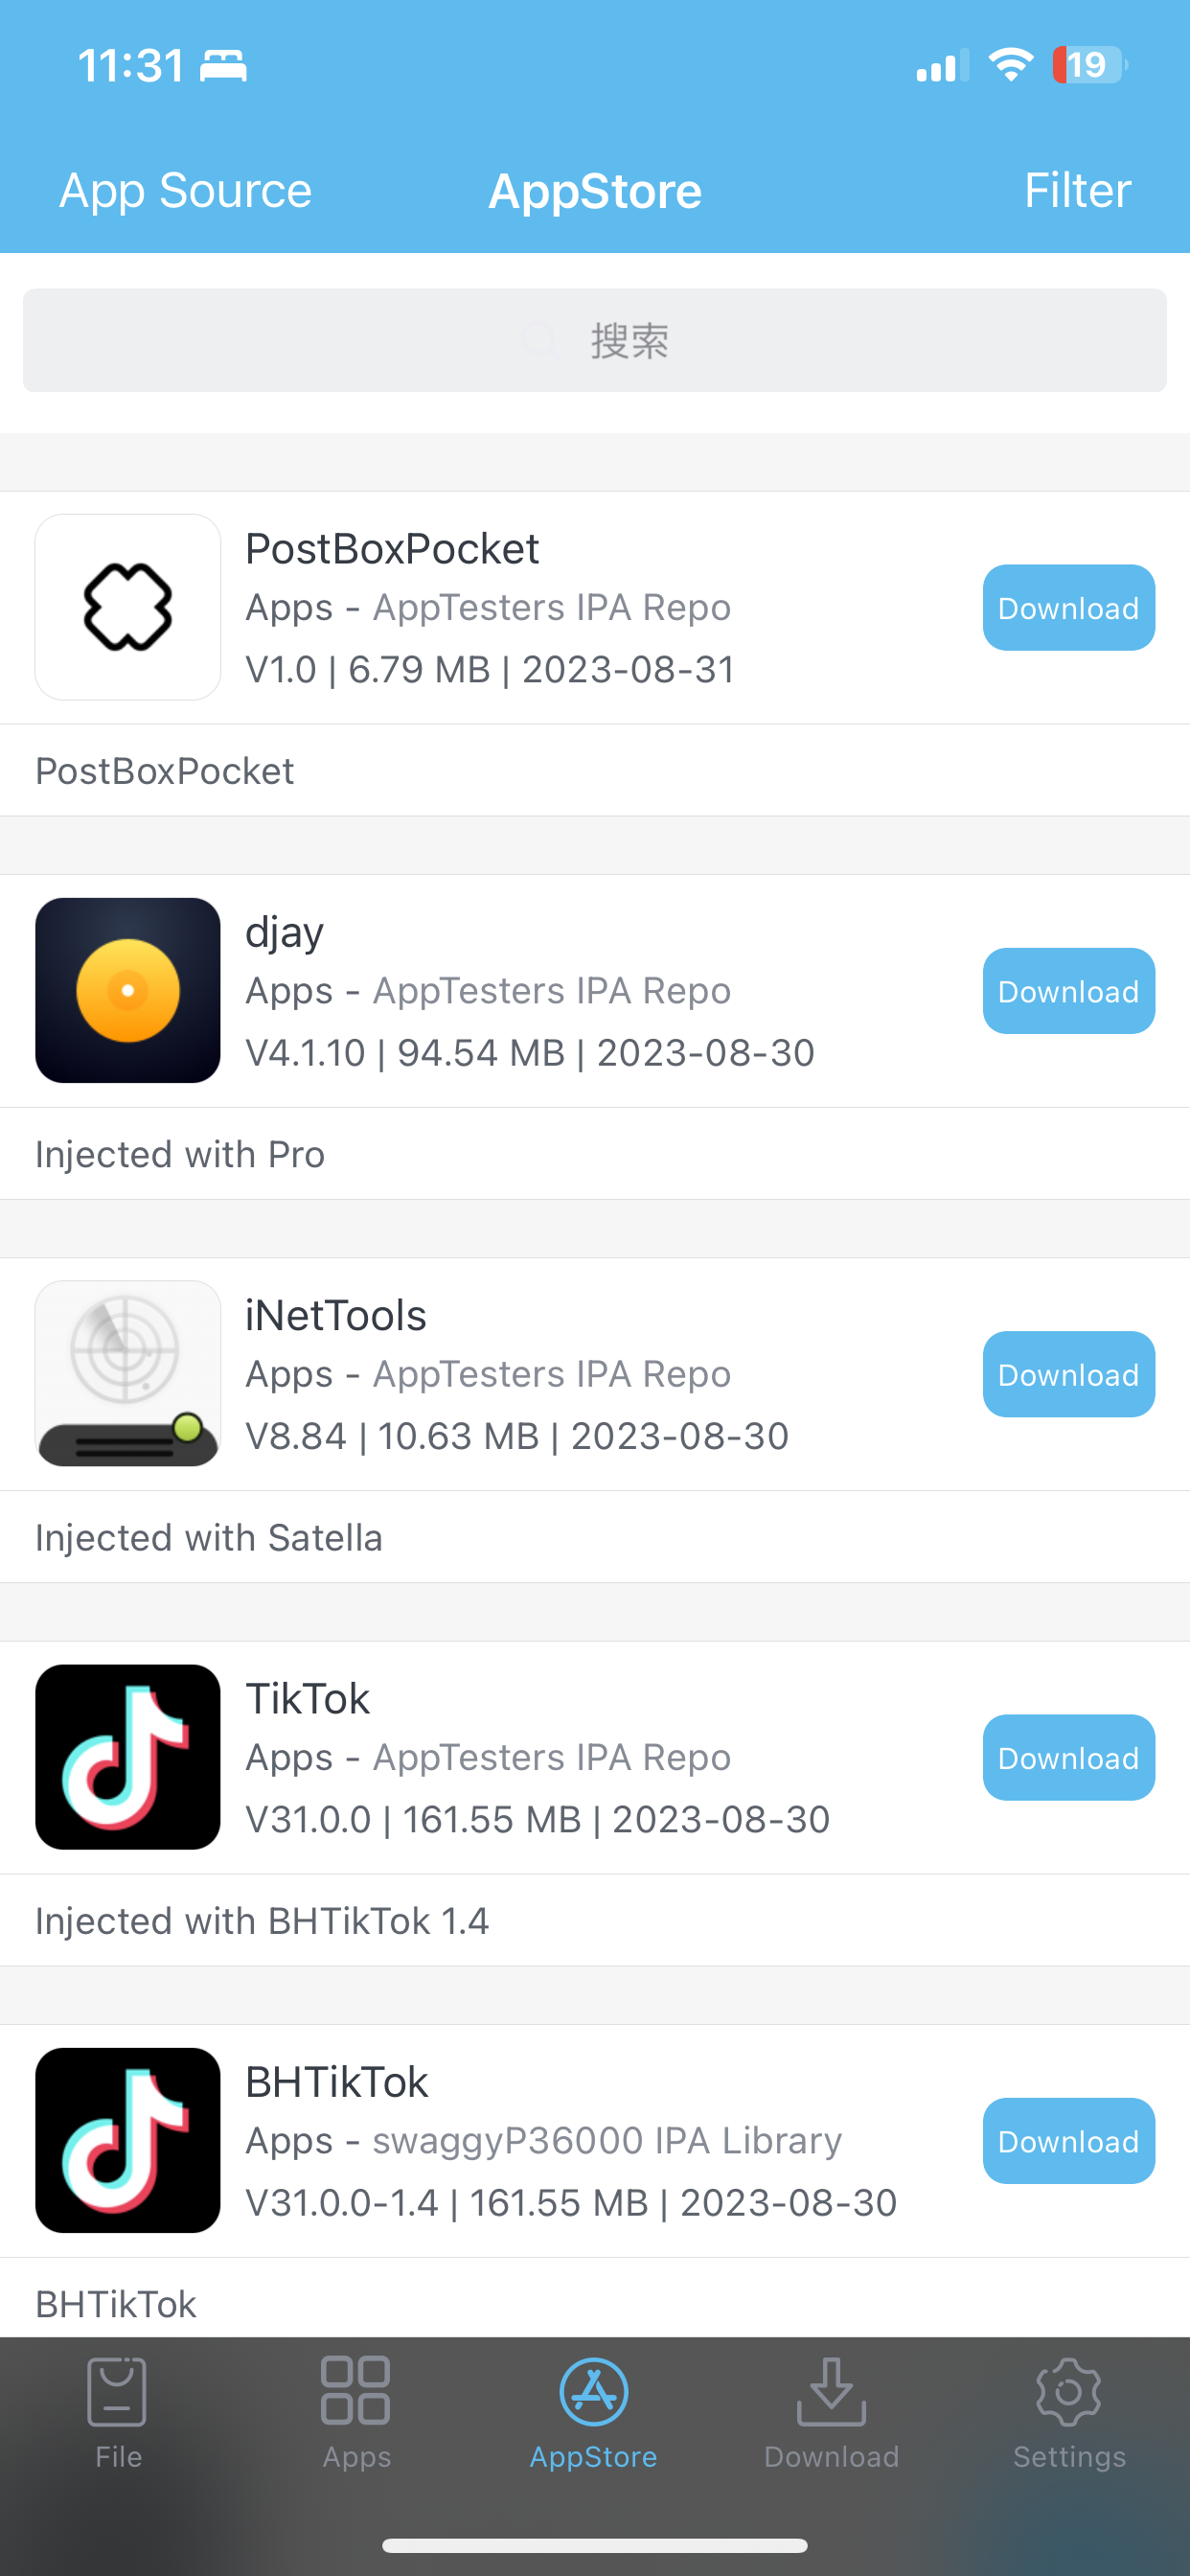 11:31
19
App Source
AppStore
Filter
搜索
PostBoxPocket
Apps - AppTesters IPA Repo
V1.0 | 6.79 MB | 2023-08-31
Download
PostBoxPocket
djay
Apps - AppTesters IPA Repo
V4.1.10 | 94.54 MB | 2023-08-30
Download
Injected with Pro
iNetTools
Apps - AppTesters IPA Repo
V8.84 | 10.63 MB | 2023-08-30
Download
Injected with Satella
TikTok
Apps - AppTesters IPA Repo
V31.0.0 | 161.55 MB | 2023-08-30
Download
Injected with BHTikTok 1.4
BHTikTok
Apps - swaggyP36000 IPA Library
V31.0.0-1.4 | 161.55 MB | 2023-08-30
Download
BHTikTok
File
Apps
AppStore
Download
Settings